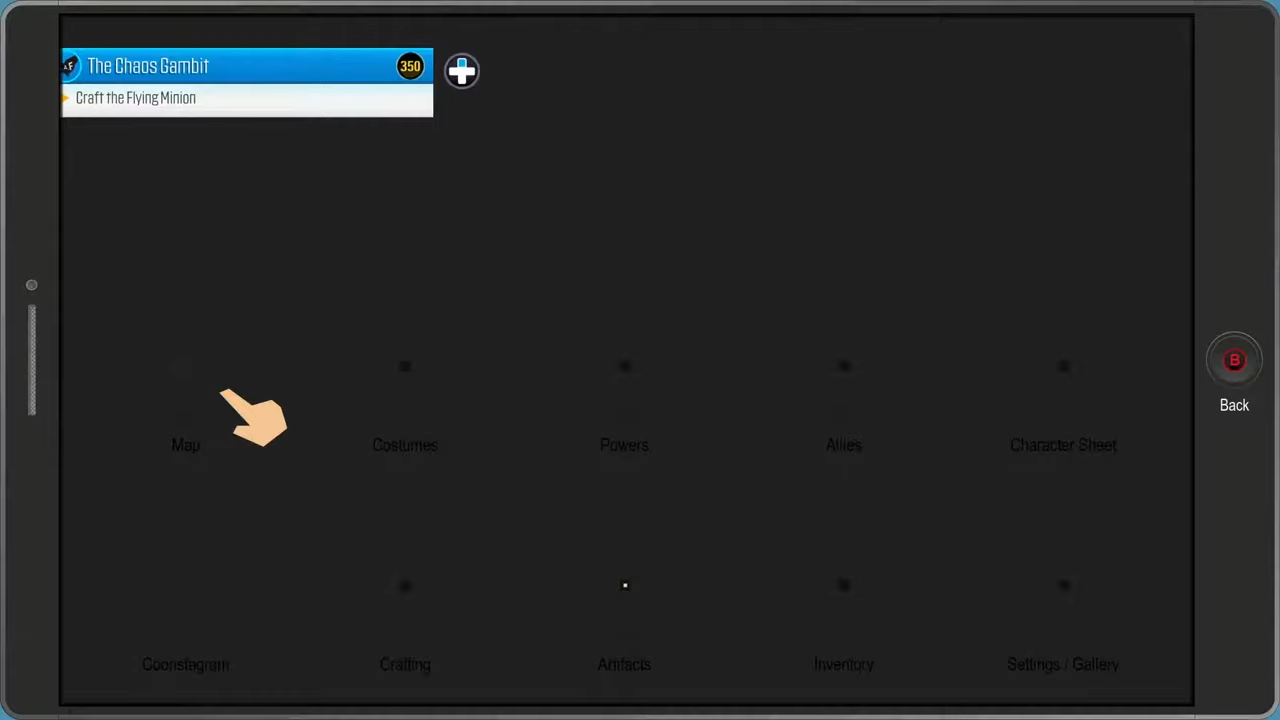 The Chaos Gambit 350
Craft the Flying Minion
B
Back
Map Costumes Powers Allies Character Sheet
Coonstagram Crafting Artifacts Inventory Settings / Gallery